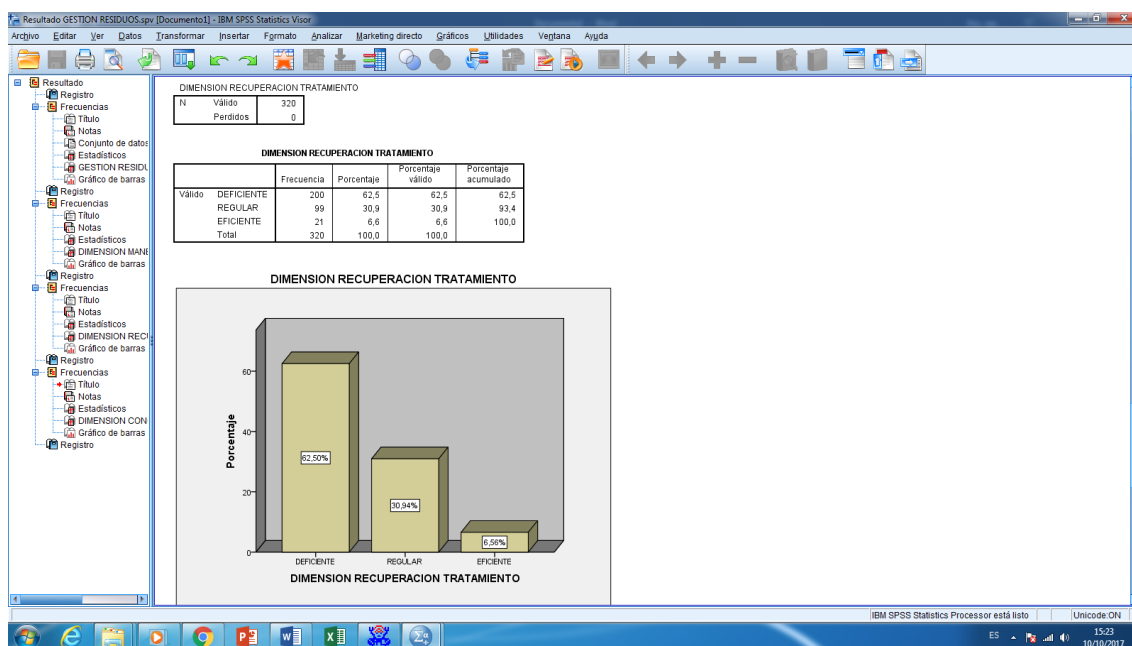 Resultado GESTION RESIDUOS.spv [Documento1] - IBM SPSS Statistics Visor
Archivo Editar Ver Datos Transformar Insertar Formato Analizar Marketing directo Gráficos Utilidades Ventana Ayuda
Resultado
Registro
Frecuencias
Título
Notas
Conjunto de datos
Estadísticos
GESTION RESIDU
Gráfico de barras
Registro
Frecuencias
Título
Notas
Estadísticos
DIMENSION MANE
Gráfico de barras
Registro
Frecuencias
Título
Notas
Estadísticos
DIMENSION RECU
Gráfico de barras
Registro
Frecuencias
Título
Notas
Estadísticos
DIMENSION CON
Gráfico de barras
Registro
DIMENSION RECUPERACION TRATAMIENTO
N Válido 320
Perdidos 0
DIMENSION RECUPERACION TRATAMIENTO
Frecuencia Porcentaje Porcentaje válido Porcentaje acumulado
Válido DEFICIENTE 200 62,5 62,5 62,5
REGULAR 99 30,9 30,9 93,4
EFICIENTE 21 6,6 6,6 100,0
Total 320 100,0 100,0
DIMENSION RECUPERACION TRATAMIENTO
Porcentaje
60
40
20
0
62,50%
30,94%
6,56%
DEFICIENTE REGULAR EFICIENTE
DIMENSION RECUPERACION TRATAMIENTO
IBM SPSS Statistics Processor está listo Unicode:ON
ES 15:23
10/10/2017